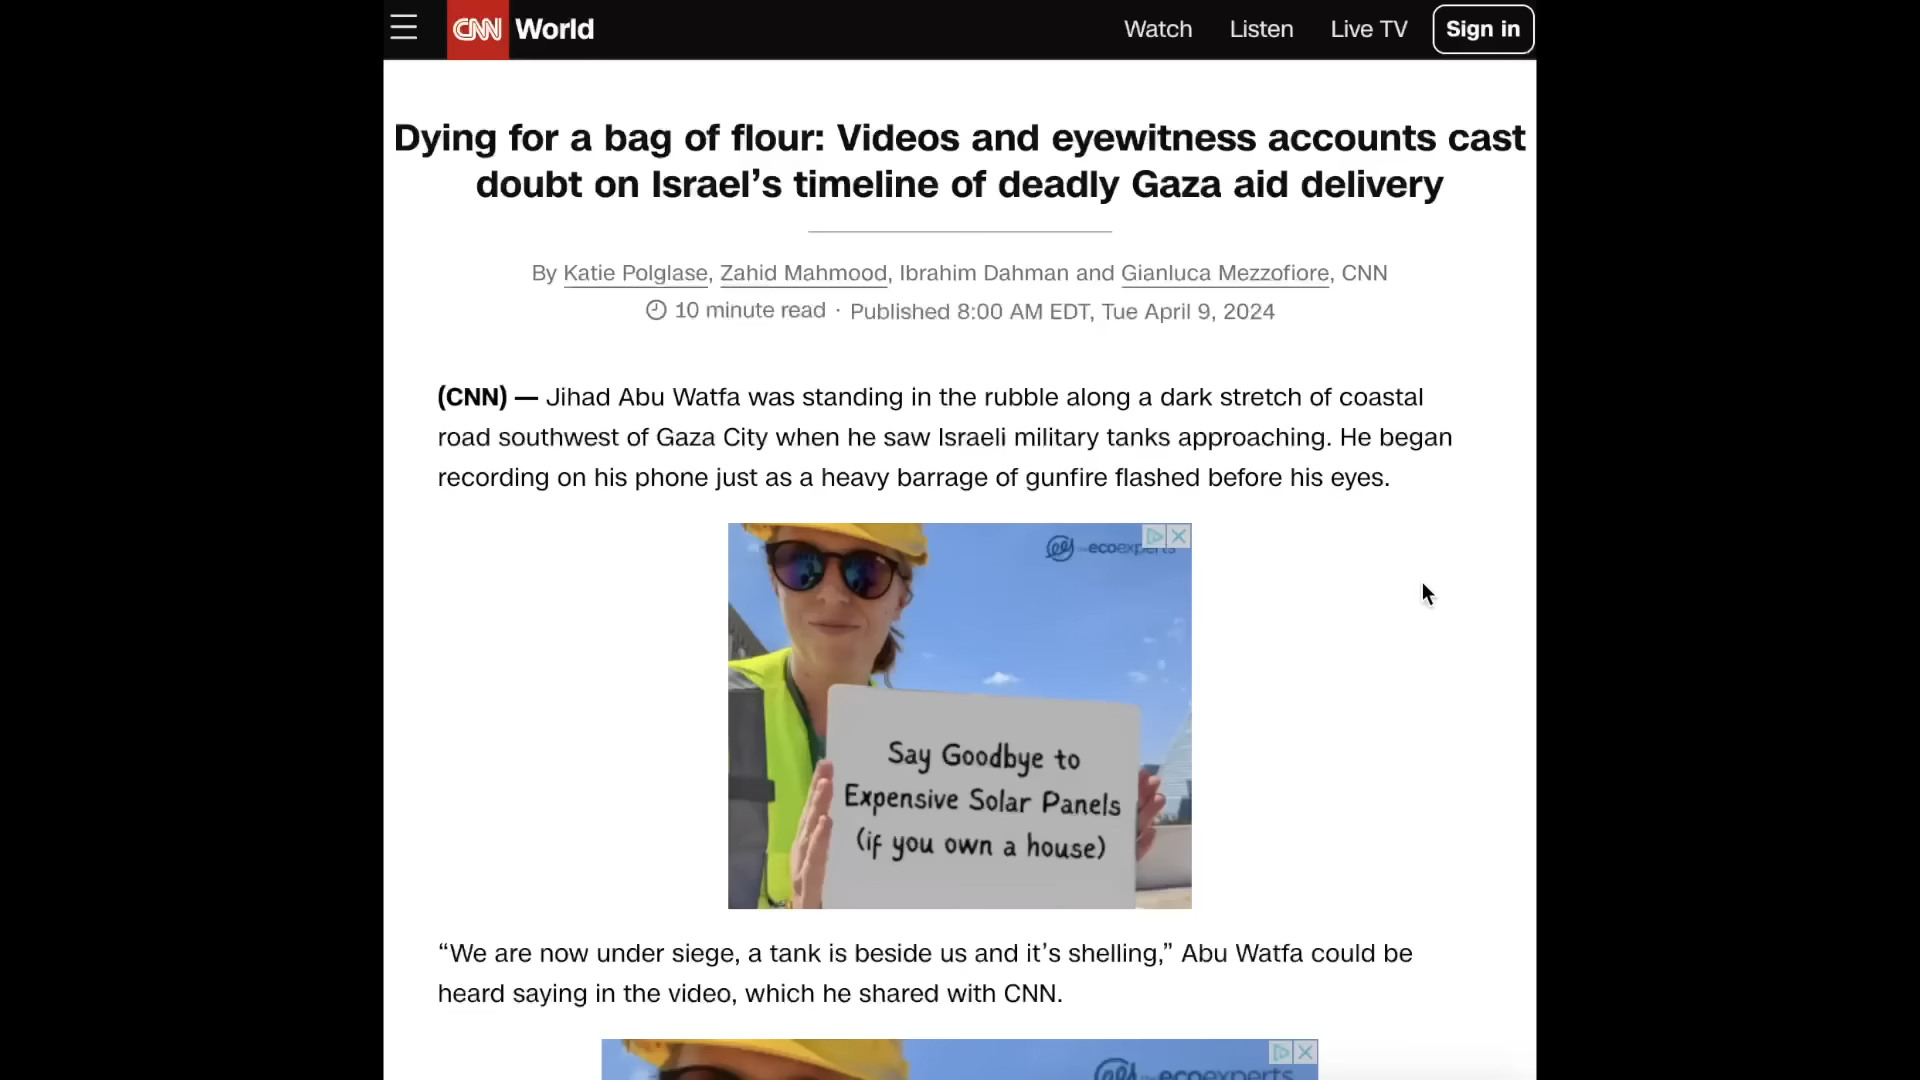 CNN World Watch Listen Live TV Sign in
Dying for a bag of flour: Videos and eyewitness accounts cast
doubt on Israel’s timeline of deadly Gaza aid delivery
By Katie Polglase, Zahid Mahmood, Ibrahim Dahman and Gianluca Mezzofiore, CNN
10 minute read · Published 8:00 AM EDT, Tue April 9, 2024
(CNN) — Jihad Abu Watfa was standing in the rubble along a dark stretch of coastal
road southwest of Gaza City when he saw Israeli military tanks approaching. He began
recording on his phone just as a heavy barrage of gunfire flashed before his eyes.
ecoexperts
Say Goodbye to
Expensive Solar Panels
(if you own a house)
“We are now under siege, a tank is beside us and it’s shelling,” Abu Watfa could be
heard saying in the video, which he shared with CNN.
ecoexperts